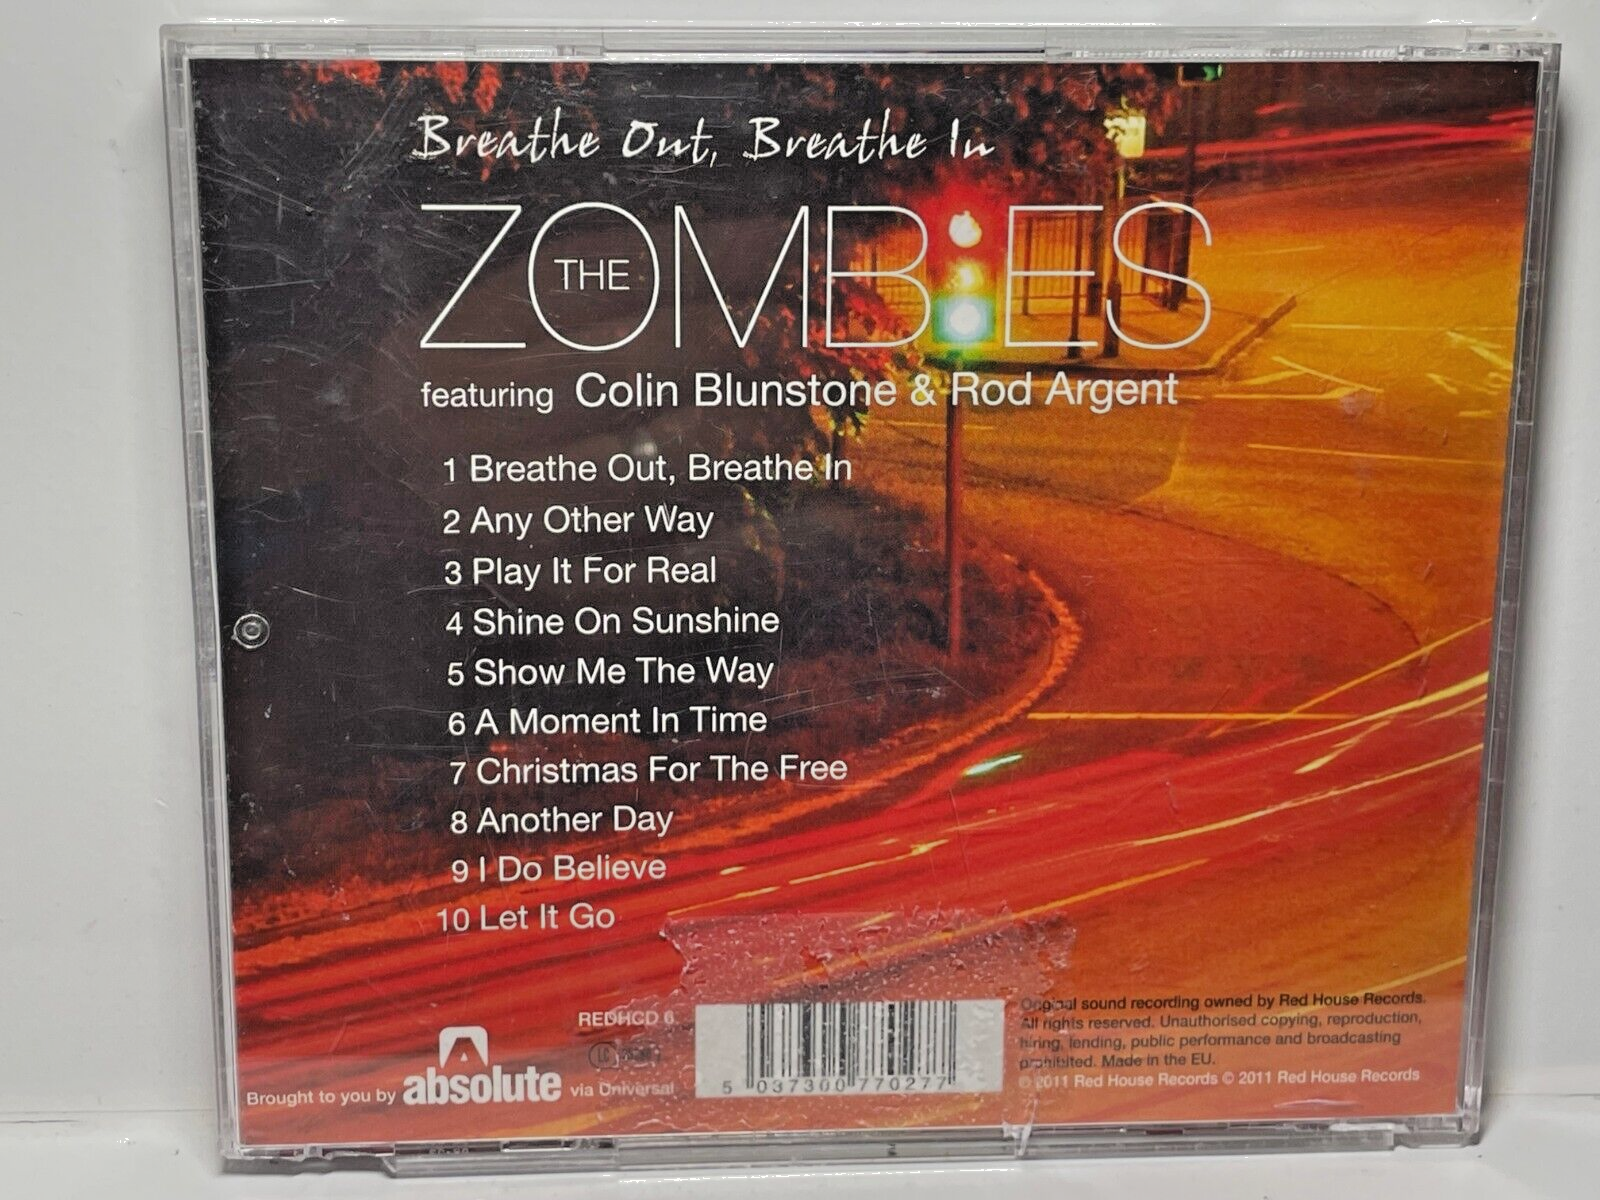 Breathe Out, Breathe In
THE
ZOMBIES
featuring Colin Blunstone & Rod Argent
1 Breathe Out, Breathe In
2 Any Other Way
3 Play It For Real
4 Shine On Sunshine
5 Show Me The Way
6 A Moment In Time
7 Christmas For The Free
8 Another Day
9 I Do Believe
10 Let It Go
REDHCD 6
LC
Brought to you by absolute via Universal
5 037300 770277
Original sound recording owned by Red House Records.
All rights reserved. Unauthorised copying, reproduction,
hiring, lending, public performance and broadcasting
prohibited. Made in the EU.
℗ 2011 Red House Records © 2011 Red House Records